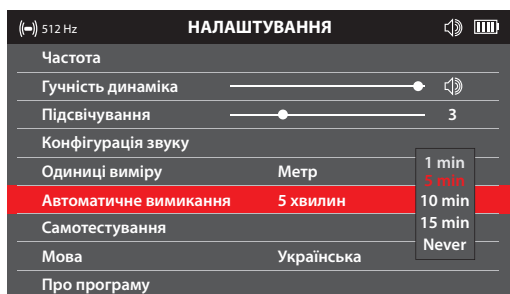 512 Hz НАЛАШТУВАННЯ
Частота
Гучність динаміка
Підсвічування 3
Конфігурація звуку
Одиниці виміру Метр
Автоматичне вимикання 5 хвилин
Самотестування
Мова Українська
Про програму
1 min
5 min
10 min
15 min
Never